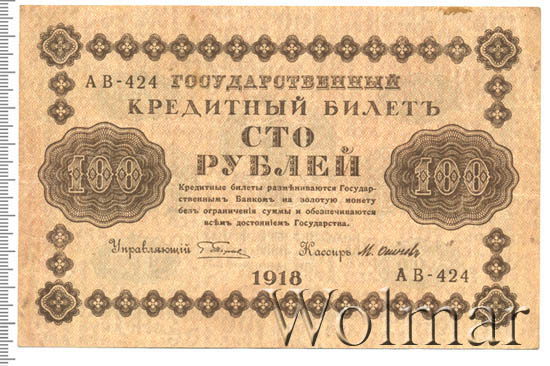 АВ-424 ГОСУДАРСТВЕННЫЙ
КРЕДИТНЫЙ БИЛЕТЪ
СТО
РУБЛЕЙ
100
100
Кредитные билеты размѣниваются Государ-
ственнымъ Банкомъ на золотую монету
безъ ограниченія суммы и обезпечиваются
всѣмъ достояніемъ Государства.
Управляющій
Кассиръ
1918
АВ-424
Wolmar